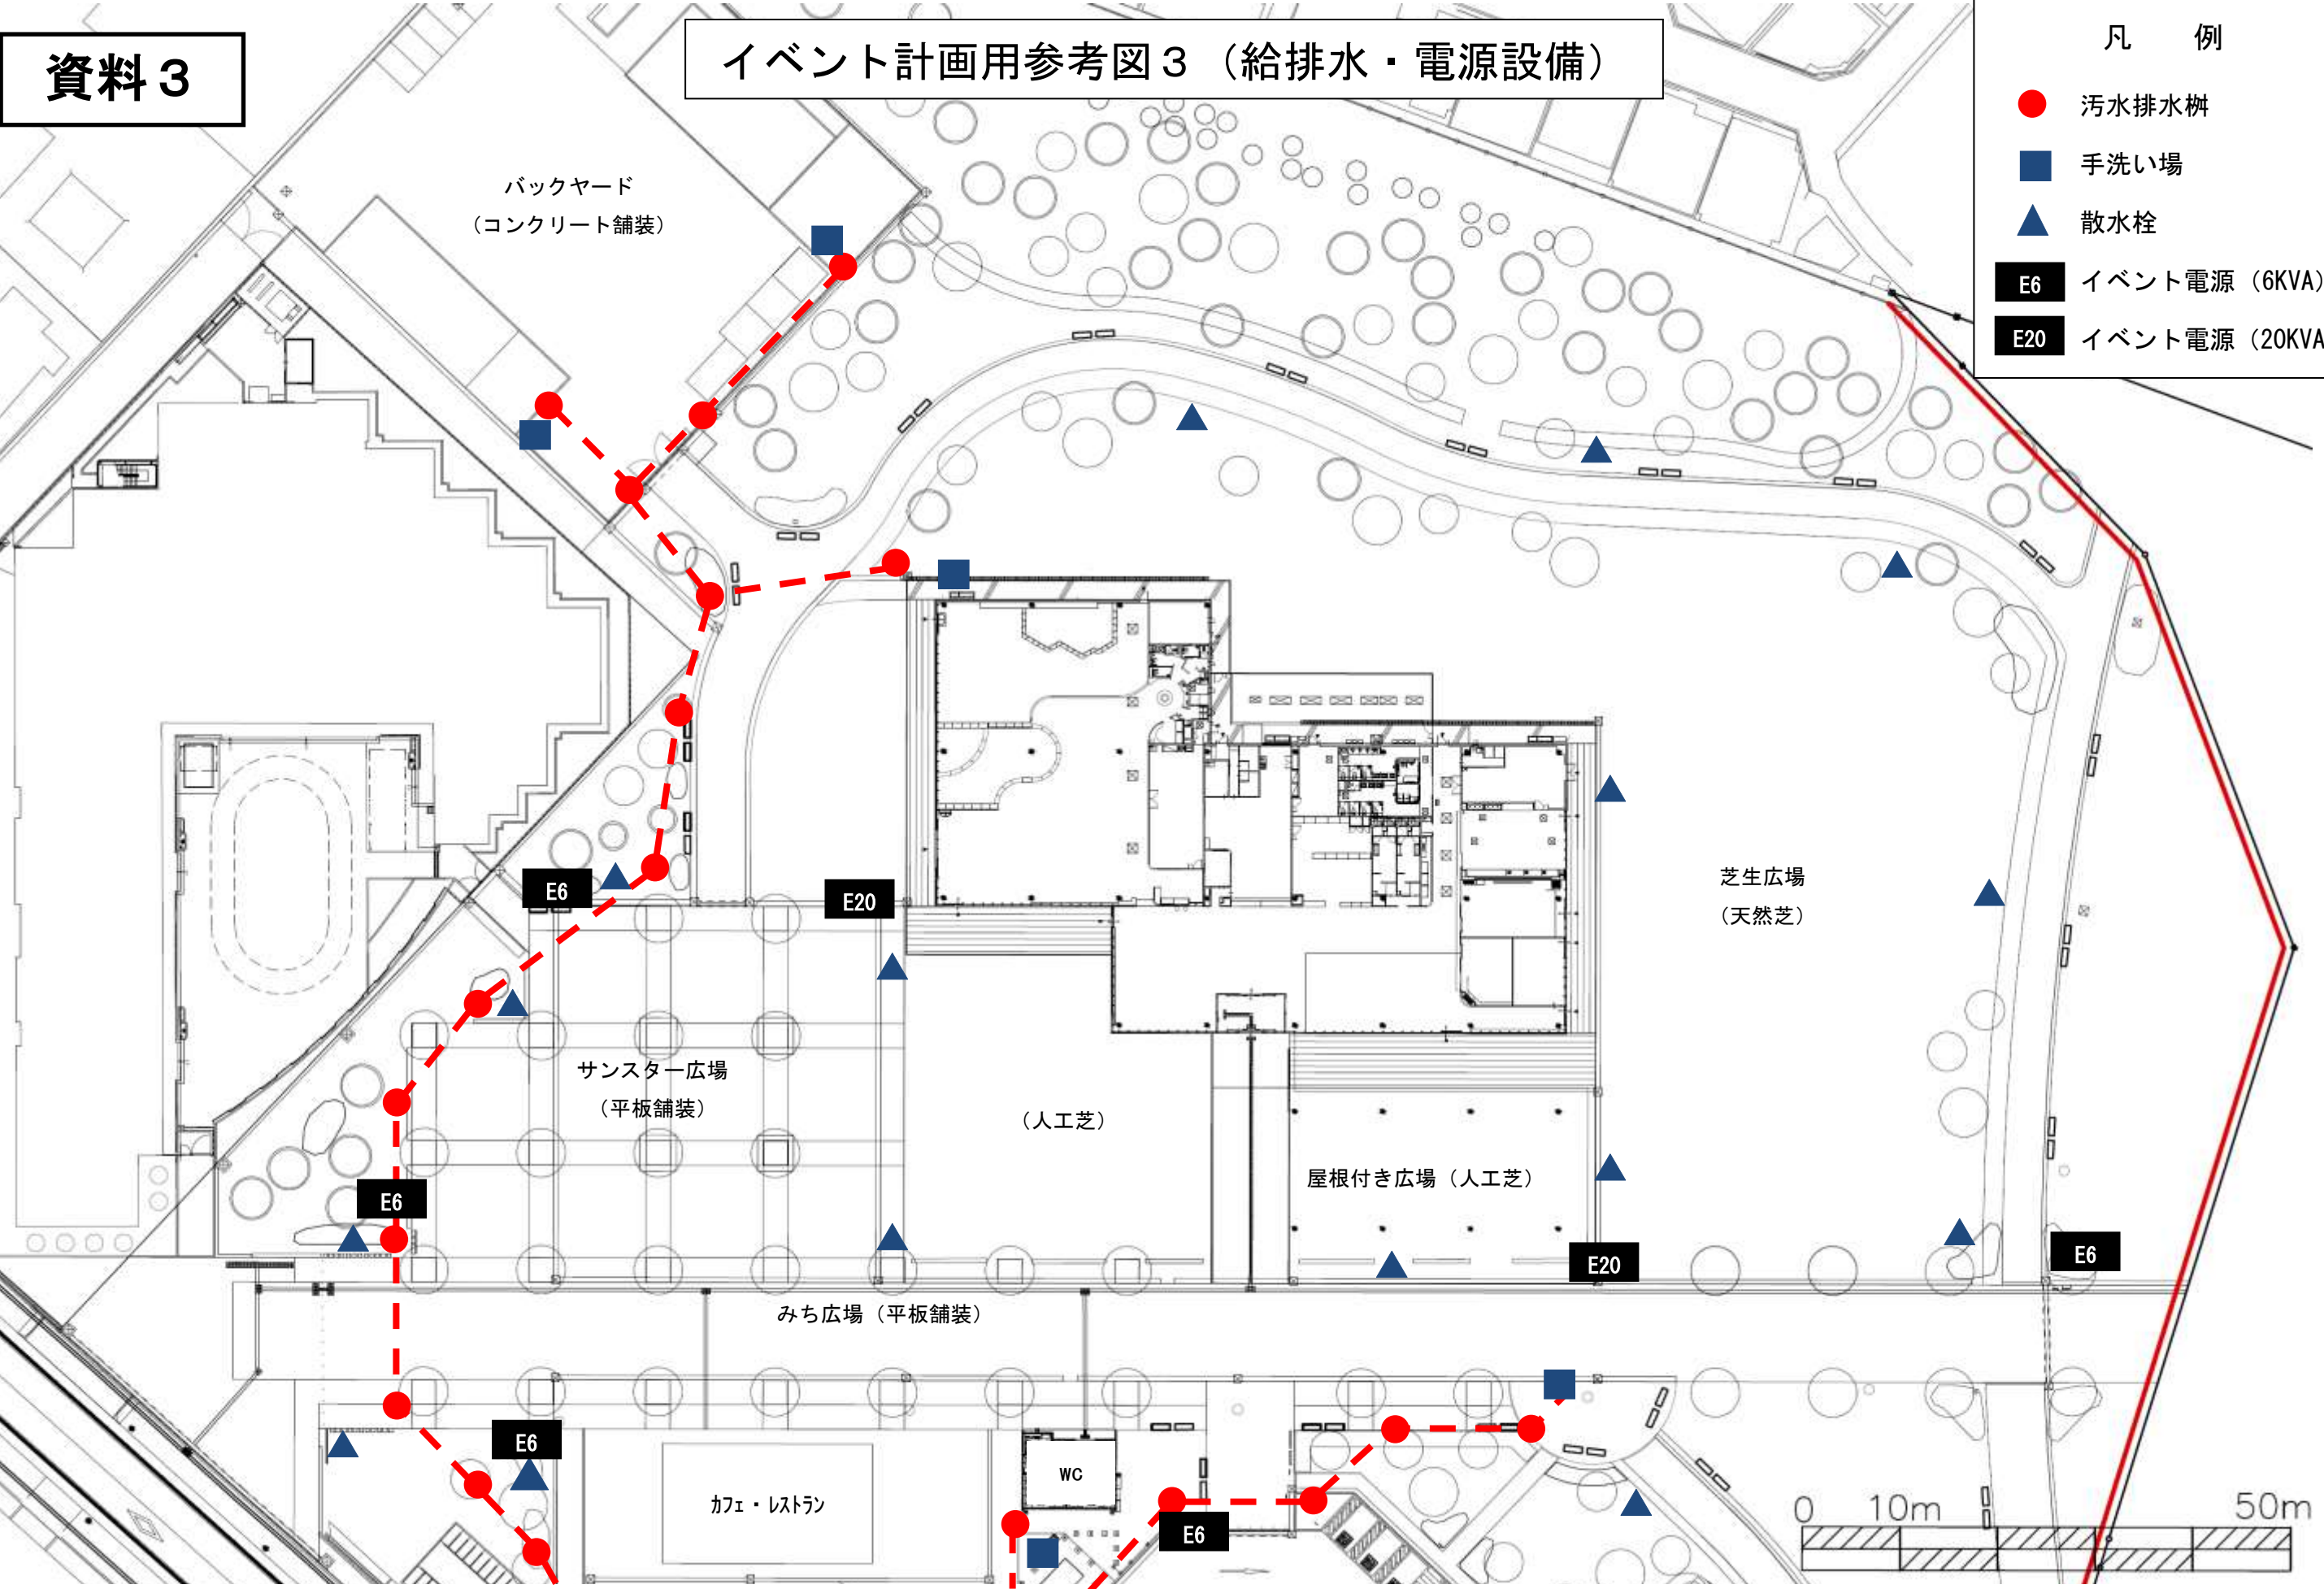 資料３
イベント計画用参考図３（給排水・電源設備）
凡　例
汚水排水桝
手洗い場
散水栓
E6 イベント電源（6KVA）
E20 イベント電源（20KVA
バックヤード
（コンクリート舗装）
E6
E20
芝生広場
（天然芝）
サンスター広場
（平板舗装）
（人工芝）
屋根付き広場（人工芝）
E6
E20
E6
みち広場（平板舗装）
E6
カフェ・レストラン
WC
E6
0 10m 50m